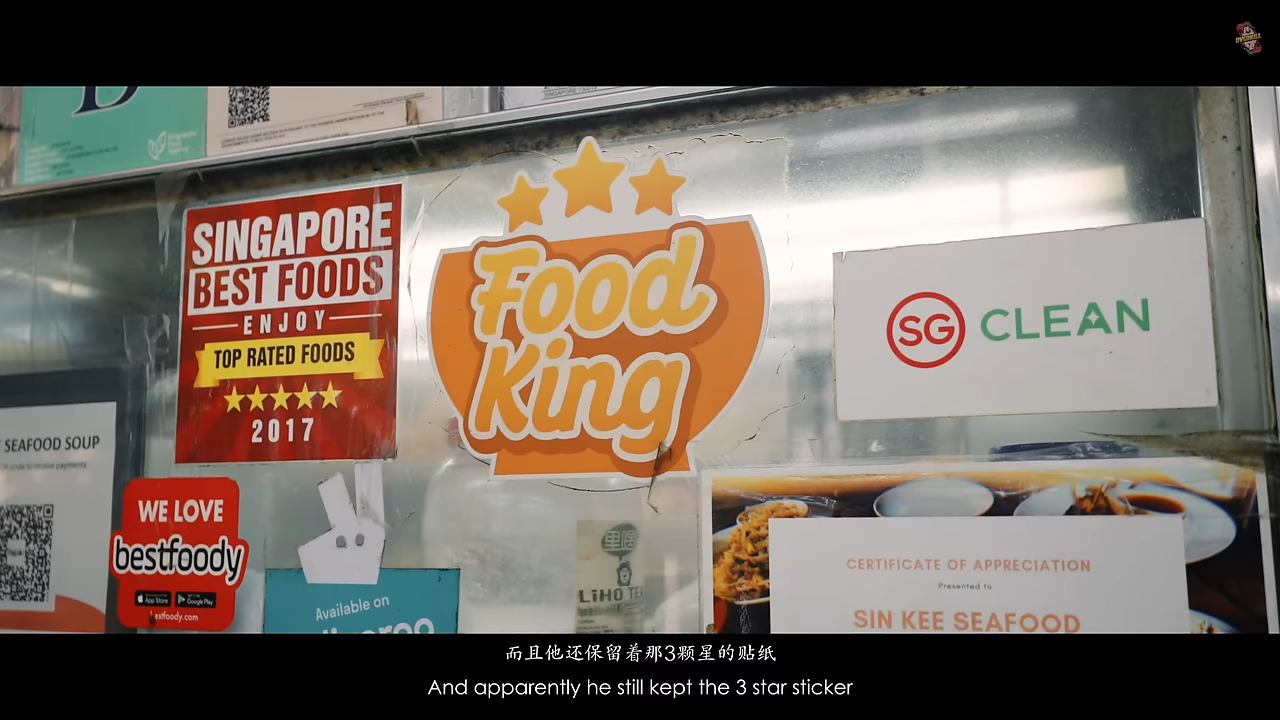 OVERKILL
SINGAPORE
BEST FOODS
ENJOY
TOP RATED FOODS
2017
Food
King
SG CLEAN
SEAFOOD SOUP
WE LOVE
bestfoody
App Store
Google Play
bestfoody.com
Available on
里喝
LiHO TEA
CERTIFICATE OF APPRECIATION
Presented to
SIN KEE SEAFOOD
而且他还保留着那3颗星的贴纸
And apparently he still kept the 3 star sticker